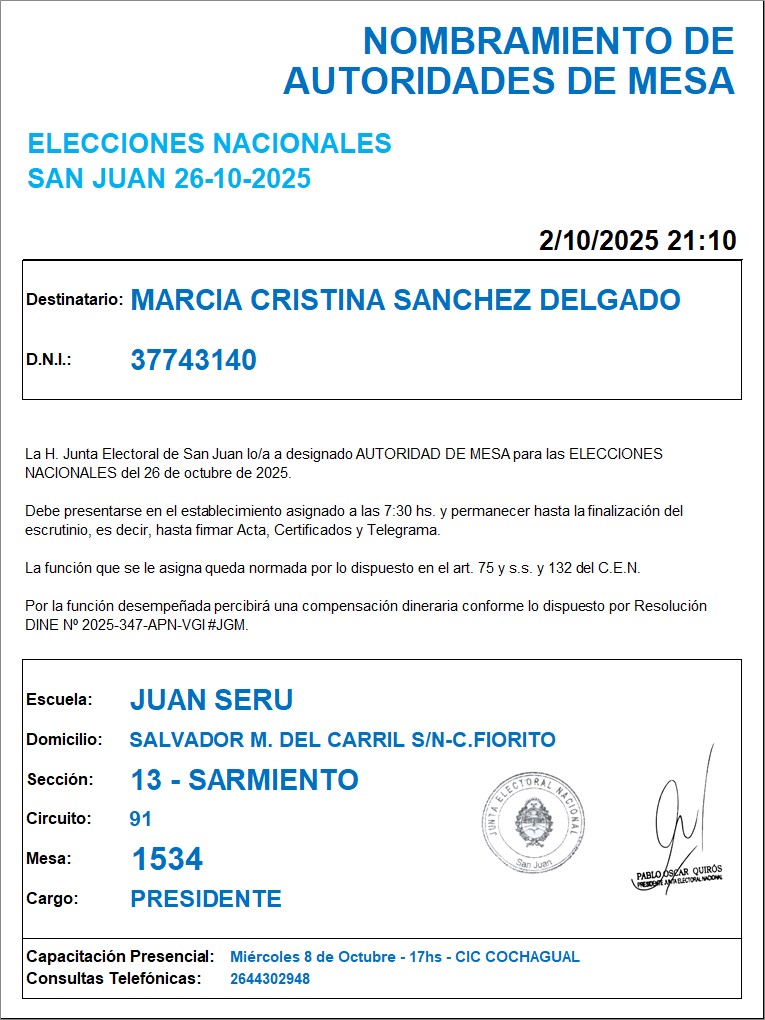 NOMBRAMIENTO DE
AUTORIDADES DE MESA
ELECCIONES NACIONALES
SAN JUAN 26-10-2025
2/10/2025 21:10
Destinatario: MARCIA CRISTINA SANCHEZ DELGADO
D.N.I.: 37743140
La H. Junta Electoral de San Juan lo/a a designado AUTORIDAD DE MESA para las ELECCIONES
NACIONALES del 26 de octubre de 2025.
Debe presentarse en el establecimiento asignado a las 7:30 hs. y permanecer hasta la finalización del
escrutinio, es decir, hasta firmar Acta, Certificados y Telegrama.
La función que se le asigna queda normada por lo dispuesto en el art. 75 y s.s. y 132 del C.E.N.
Por la función desempeñada percibirá una compensación dineraria conforme lo dispuesto por Resolución
DINE Nº 2025-347-APN-VGI#JGM.
Escuela: JUAN SERU
Domicilio: SALVADOR M. DEL CARRIL S/N-C.FIORITO
Sección: 13 - SARMIENTO
Circuito: 91
Mesa: 1534
Cargo: PRESIDENTE
JUNTA ELECTORAL NACIONAL
San Juan
PABLO OSCAR QUIRÓS
PRESIDENTE JUNTA ELECTORAL NACIONAL
Capacitación Presencial: Miércoles 8 de Octubre - 17hs - CIC COCHAGUAL
Consultas Telefónicas: 2644302948